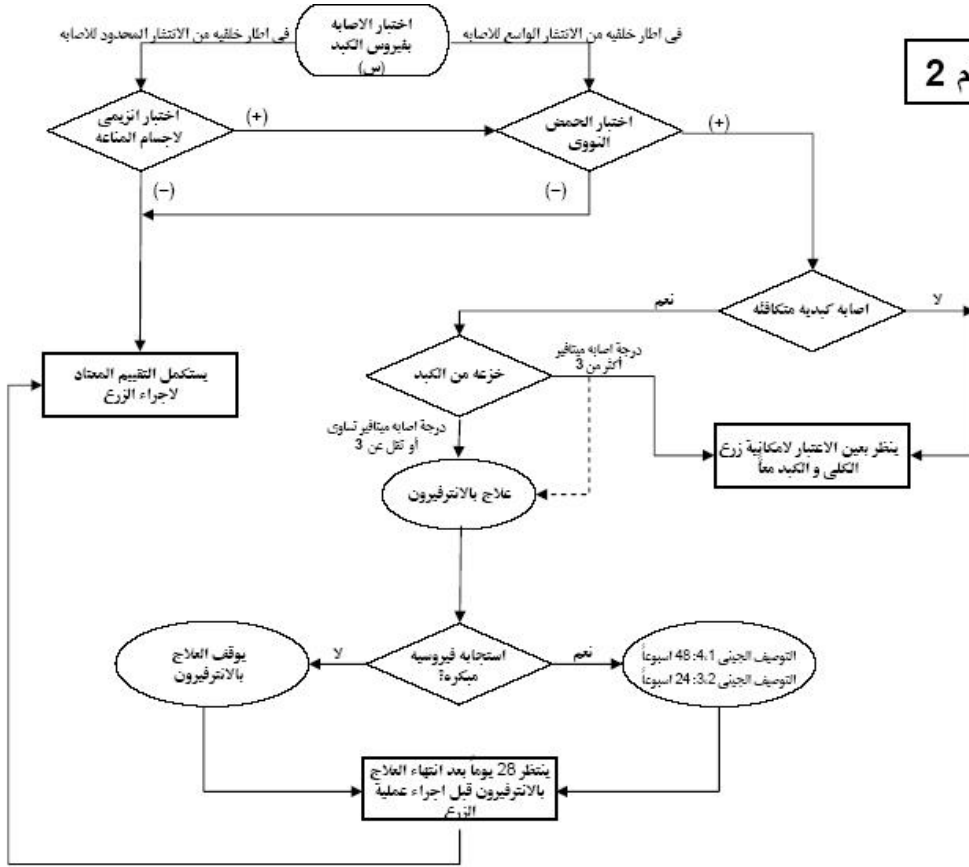 اختبار الاصابه
بفيروس الكبد
(س)
فى اطار خلفيه من الانتشار الواسع للاصابه
فى اطار خلفيه من الانتشار المحدود للاصابه
م 2
اختبار الحمض
النووى
(+)
(+)
اختبار انزيمى
لاجسام المناعه
(–)
(–)
اصابه كبديه متكافئه
لا
نعم
خزعه من الكبد
درجة اصابه ميتافير
أكثر من 3
درجة اصابه ميتافير تساوى
أو تقل عن 3
يستكمل التقييم المعتاد
لاجراء الزرع
ينظر بعين الاعتبار لامكانية زرع
الكلى و الكبد معاً
علاج بالانترفيرون
استجابه فيروسيه
مبكره؟
نعم
لا
التوصيف الجينى 4،1: 48 اسبوعاً
التوصيف الجينى 3،2: 24 اسبوعاً
يوقف العلاج
بالانترفيرون
ينتظر 28 يوماً بعد انتهاء العلاج
بالانترفيرون قبل اجراء عملية
الزرع